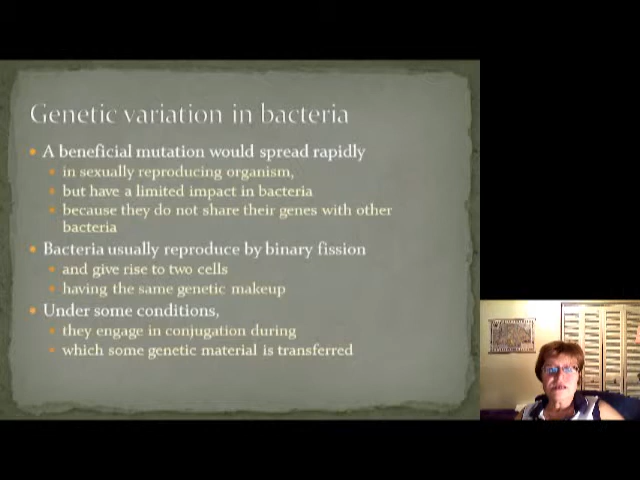 Genetic variation in bacteria
A beneficial mutation would spread rapidly
in sexually reproducing organism,
but have a limited impact in bacteria
because they do not share their genes with other
bacteria
Bacteria usually reproduce by binary fission
and give rise to two cells
having the same genetic makeup
Under some conditions,
they engage in conjugation during
which some genetic material is transferred